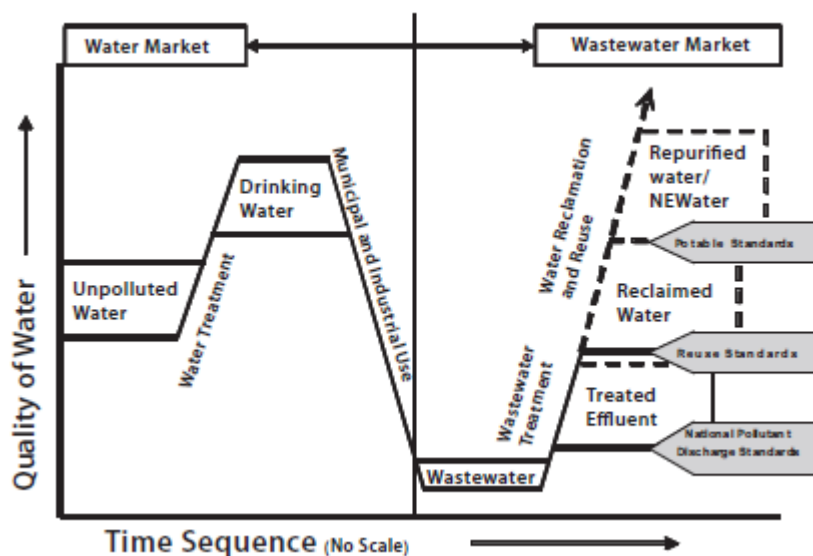 Water Market
Wastewater Market
Quality of Water
Unpolluted
Water
Water Treatment
Drinking
Water
Municipal and Industrial Use
Wastewater
Wastewater
Treatment
Water Reclamation
and Reuse
Repurified
water/
NEWater
Potable Standards
Reclaimed
Water
Reuse Standards
Treated
Effluent
National Pollutant
Discharge Standards
Time Sequence (No Scale)